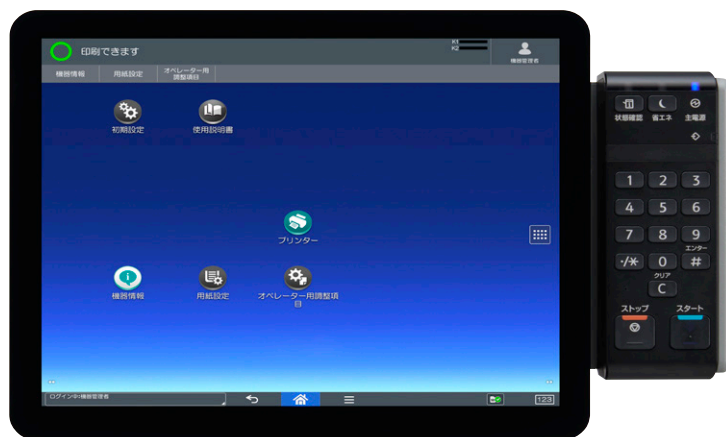 印刷できます
K1
K2
機器管理者
機器情報
用紙設定
オペレーター用
調整項目
初期設定
使用説明書
プリンター
機器情報
用紙設定
オペレーター用調整項
目
ログイン中:機器管理者
123
状態確認
省エネ
主電源
1 2 3
4 5 6
7 8 9
エンター
・/* 0 #
クリア
C
ストップ
スタート